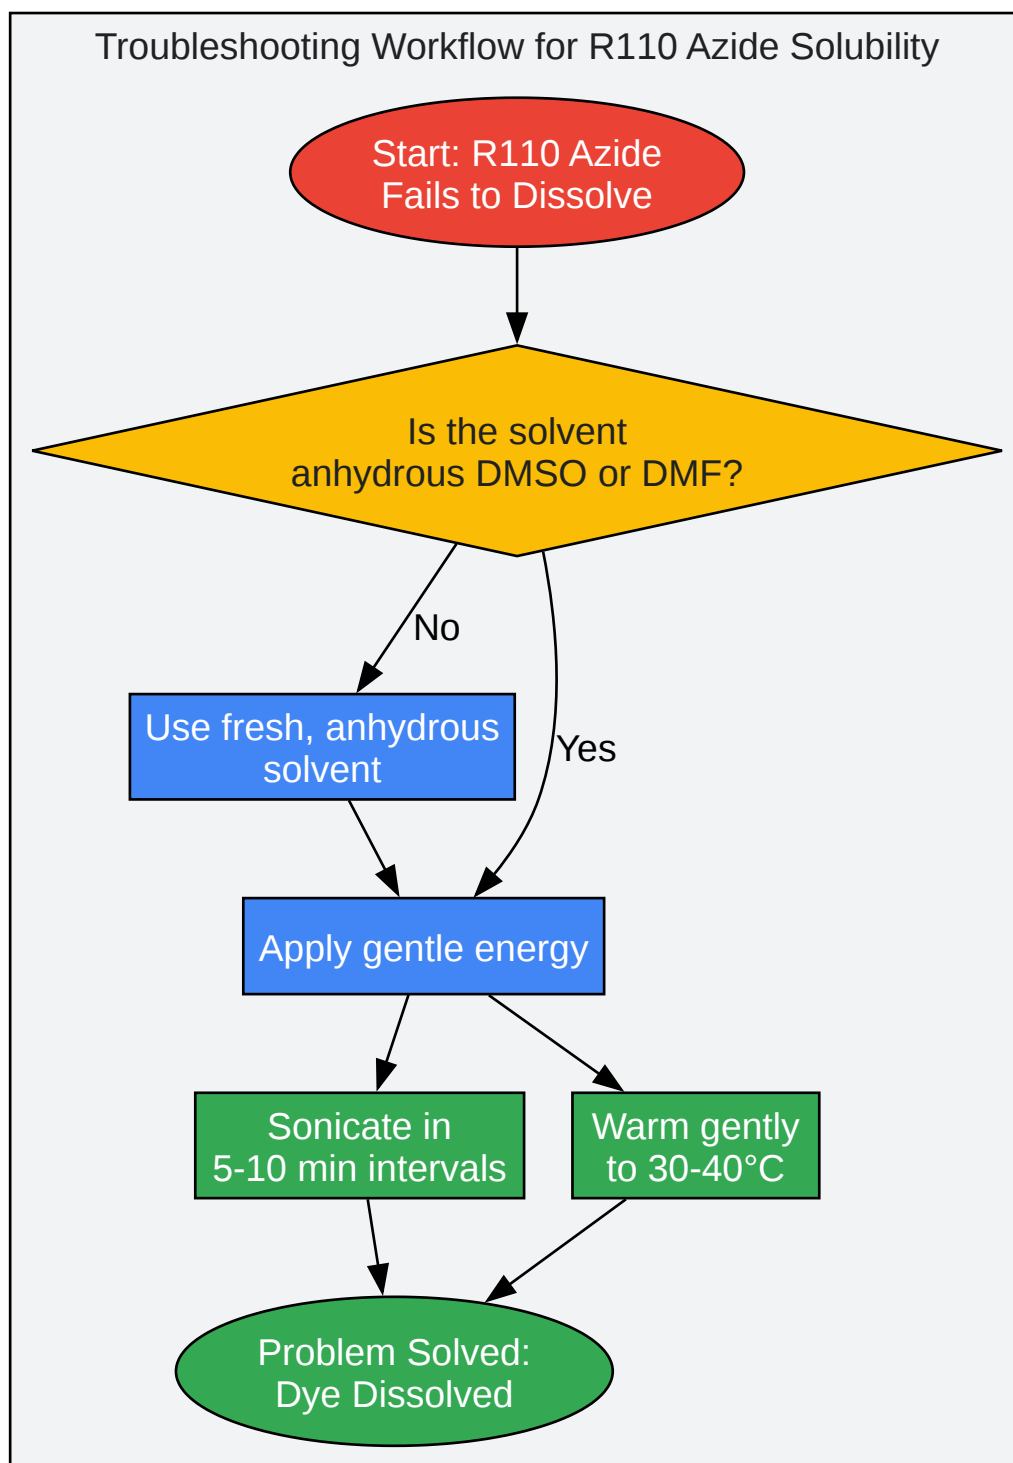 Troubleshooting Workflow for R110 Azide Solubility
Start: R110 Azide
Fails to Dissolve
Is the solvent
anhydrous DMSO or DMF?
No
Use fresh, anhydrous
solvent
Yes
Apply gentle energy
Sonicate in
5-10 min intervals
Warm gently
to 30-40°C
Problem Solved:
Dye Dissolved